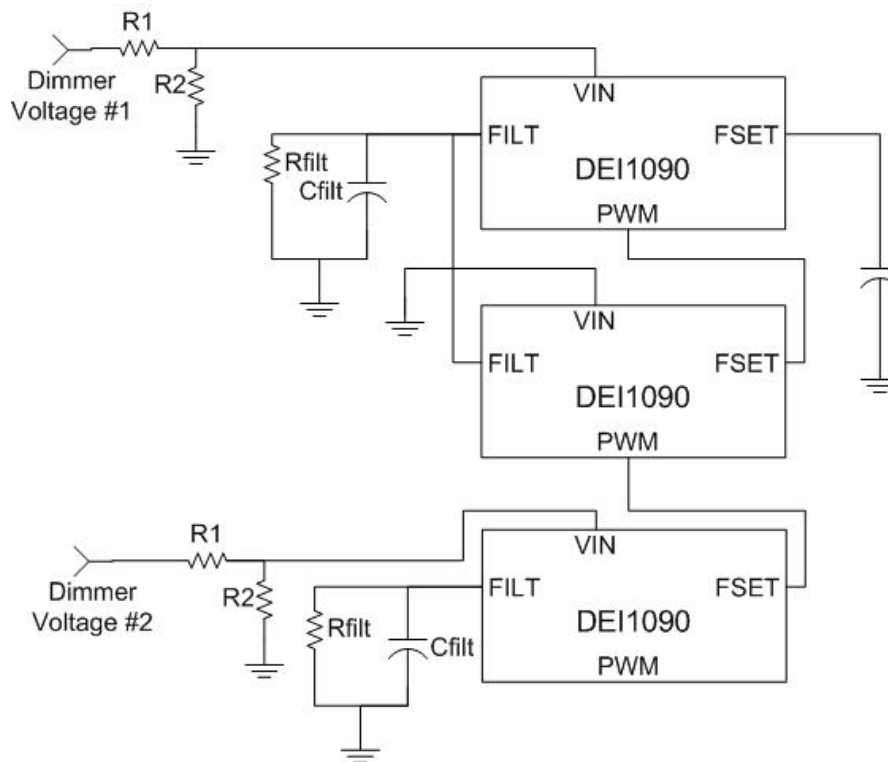 R1
R2
Dimmer
Voltage #1
VIN
FILT
FSET
DEI1090
PWM
Rfilt
Cfilt
VIN
FILT
FSET
DEI1090
PWM
R1
R2
Dimmer
Voltage #2
VIN
FILT
FSET
DEI1090
PWM
Rfilt
Cfilt